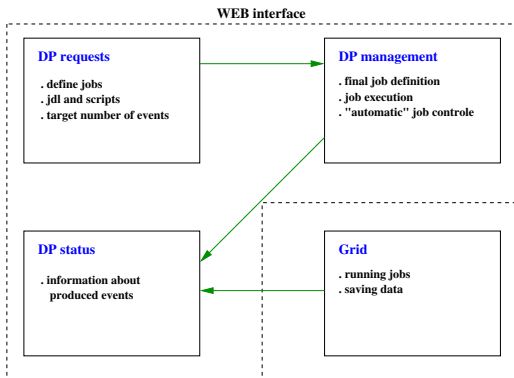 WEB interface
DP requests
. define jobs
. jdl and scripts
. target number of events
DP management
. final job definition
. job execution
. "automatic" job controle
DP status
. information about
produced events
Grid
. running jobs
. saving data